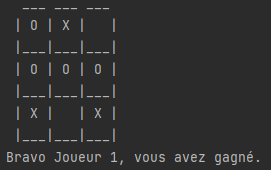 ___ ___ ___
| O | X |   |
|___|___|___|
| O | O | O |
|___|___|___|
| X |   | X |
|___|___|___|
Bravo Joueur 1, vous avez gagné.